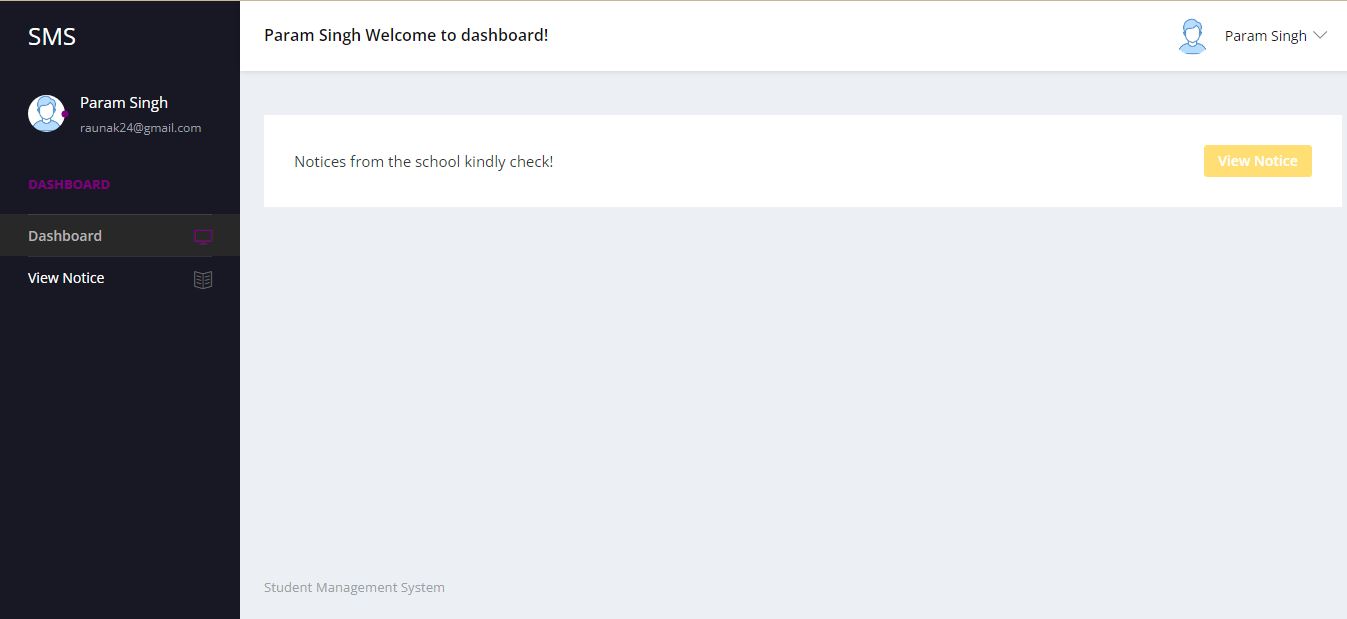 SMS
Param Singh
raunak24@gmail.com
DASHBOARD
Dashboard
View Notice
Param Singh Welcome to dashboard!
Param Singh
Notices from the school kindly check!
View Notice
Student Management System